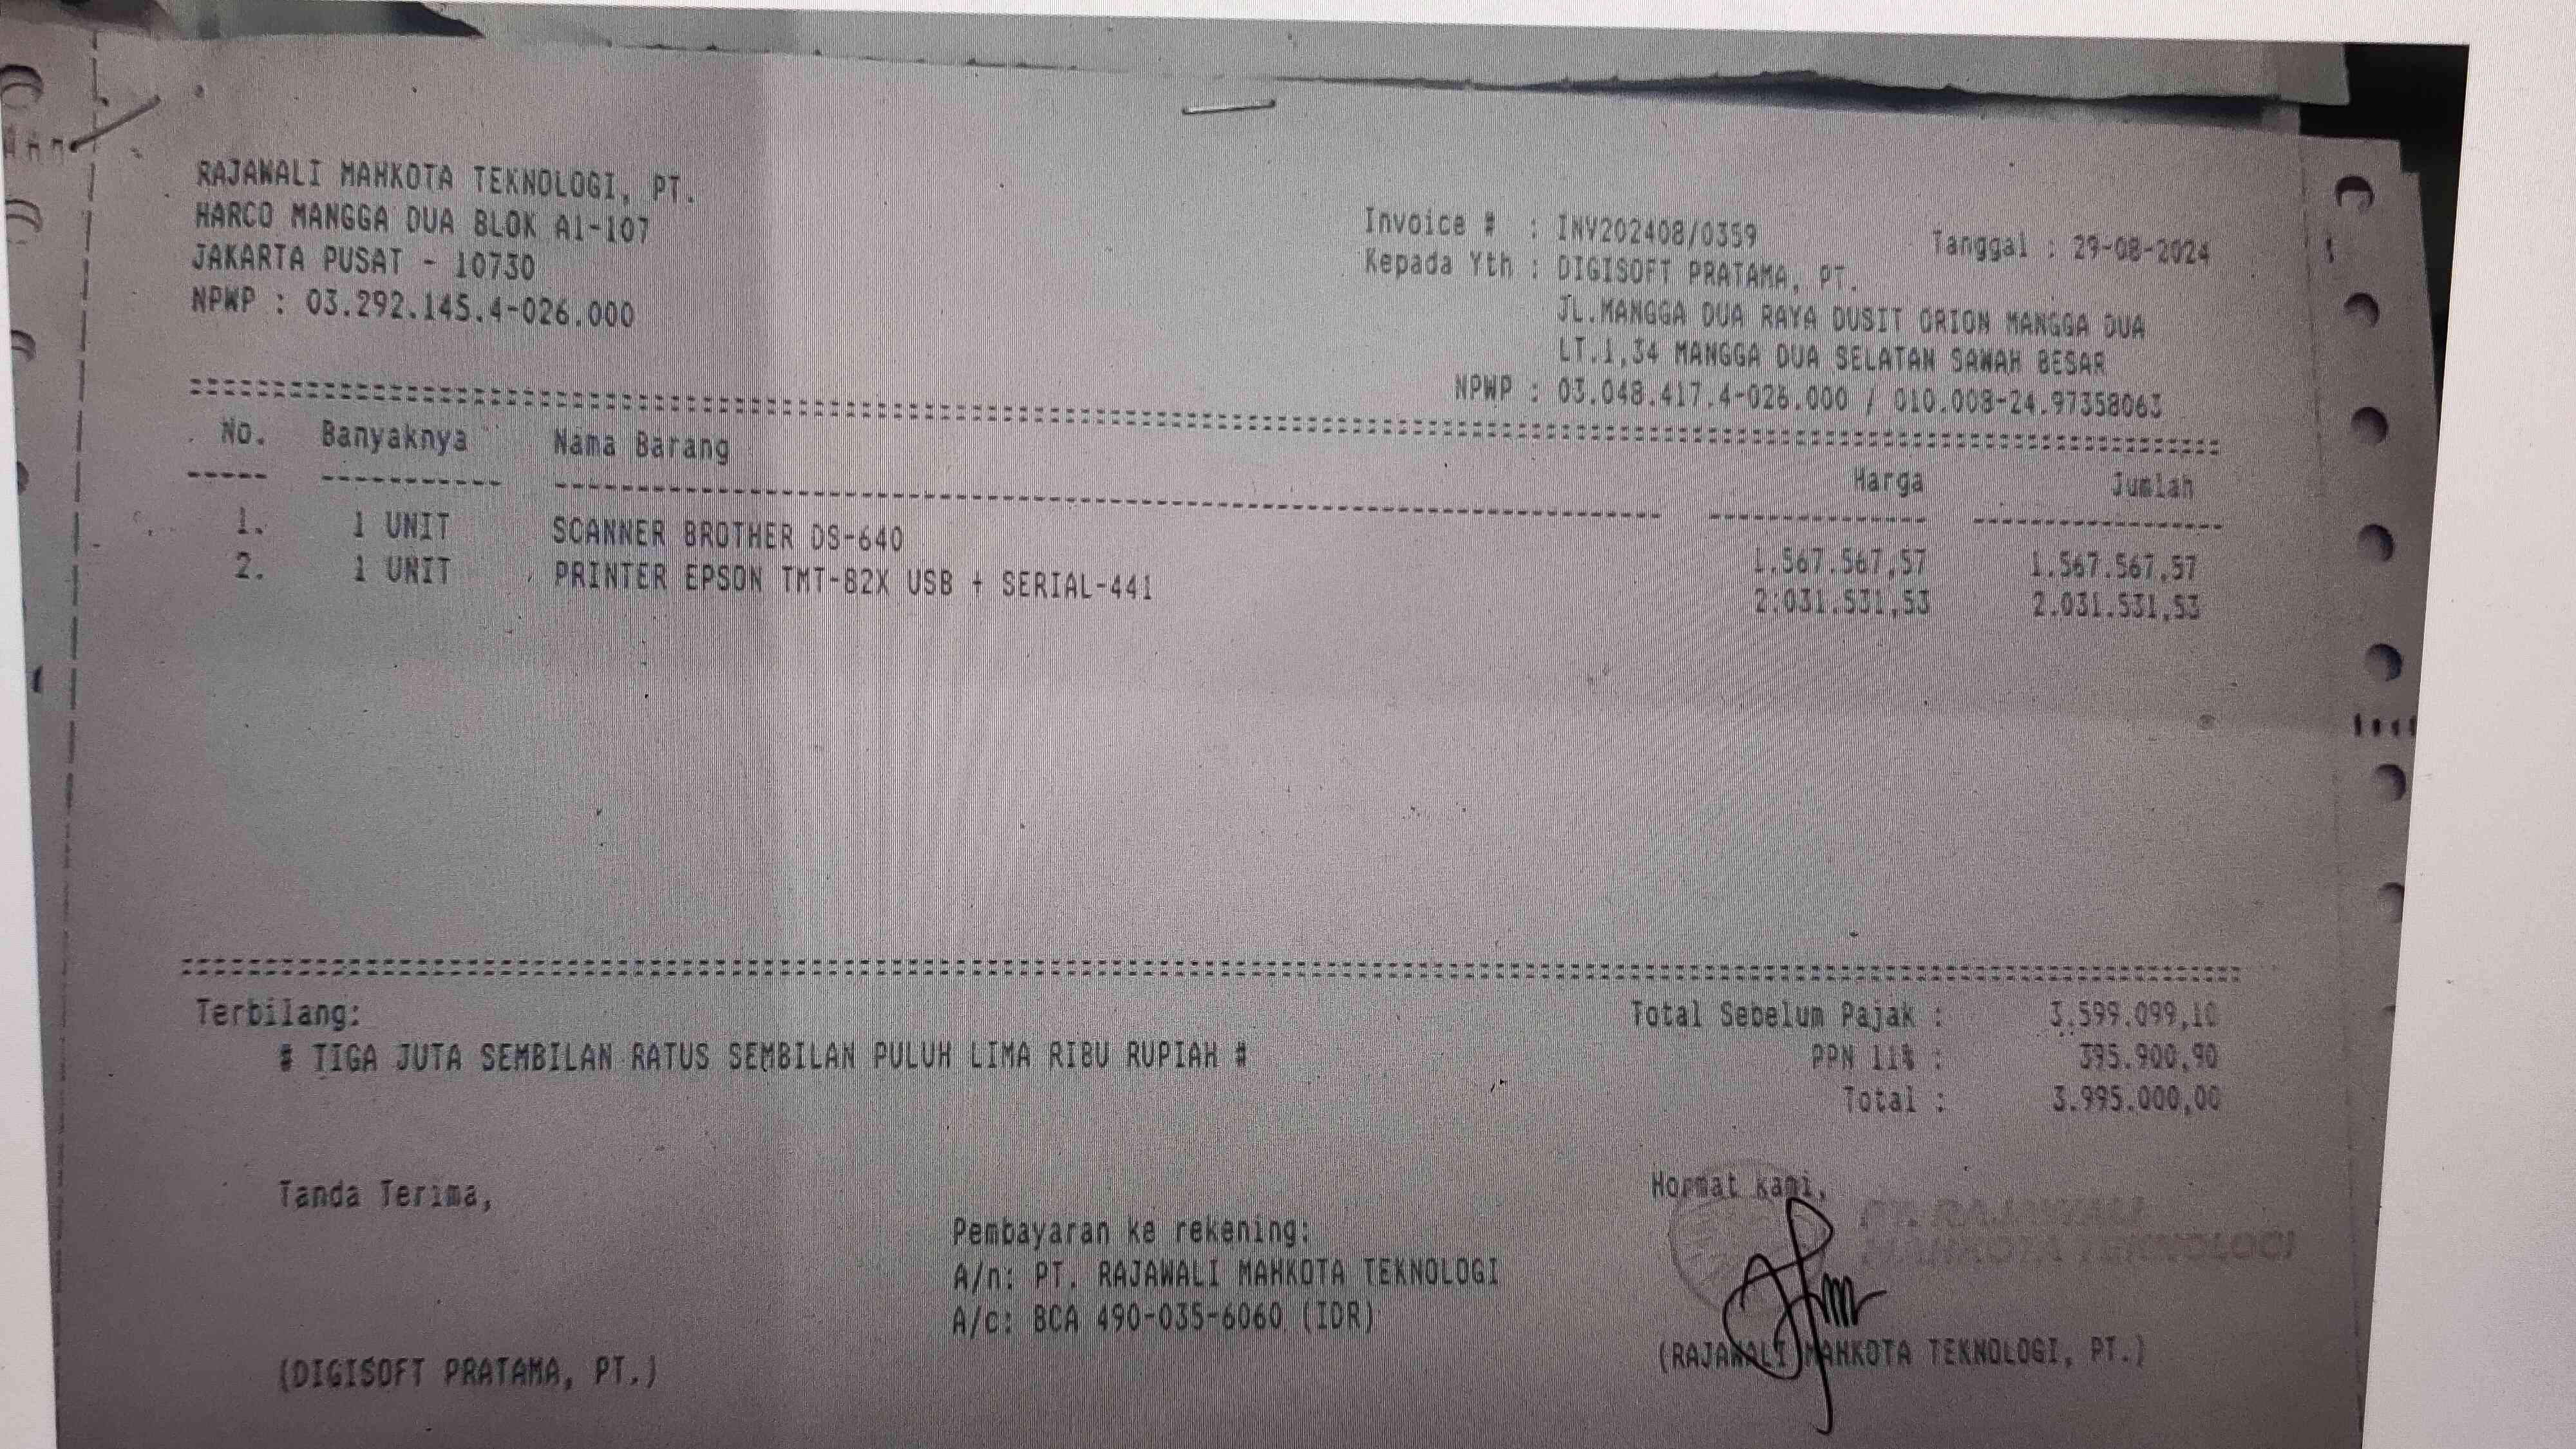 RAJAWALI MAHKOTA TEKNOLOGI, PT.
HARCO MANGGA DUA BLOK A1-107
JAKARTA PUSAT - 10730
NPWP : 03.292.145.4-026.000
Invoice # : INV202408/0359 Tanggal : 29-08-2024
Kepada Yth : DIGISOFT PRATAMA, PT.
JL.MANGGA DUA RAYA DUSIT ORION MANGGA DUA
LT.1,34 MANGGA DUA SELATAN SAWAH BESAR
NPWP : 03.048.417.4-026.000 / 010.008-24.97358063
No. Banyaknya Nama Barang Harga Jumlah
1. 1 UNIT SCANNER BROTHER DS-640 1.567.567,57 1.567.567,57
2. 1 UNIT PRINTER EPSON TMT-82X USB + SERIAL-441 2.031.531,53 2.031.531,53
Terbilang:
# TIGA JUTA SEMBILAN RATUS SEMBILAN PULUH LIMA RIBU RUPIAH #
Total Sebelum Pajak : 3.599.099,10
PPN 11% : 395.900,90
Total : 3.995.000,00
Tanda Terima,
(DIGISOFT PRATAMA, PT.)
Pembayaran ke rekening:
A/n: PT. RAJAWALI MAHKOTA TEKNOLOGI
A/c: BCA 490-035-6060 (IDR)
Hormat kami,
PT. RAJAWALI
MAHKOTA TEKNOLOGI
(RAJAWALI MAHKOTA TEKNOLOGI, PT.)